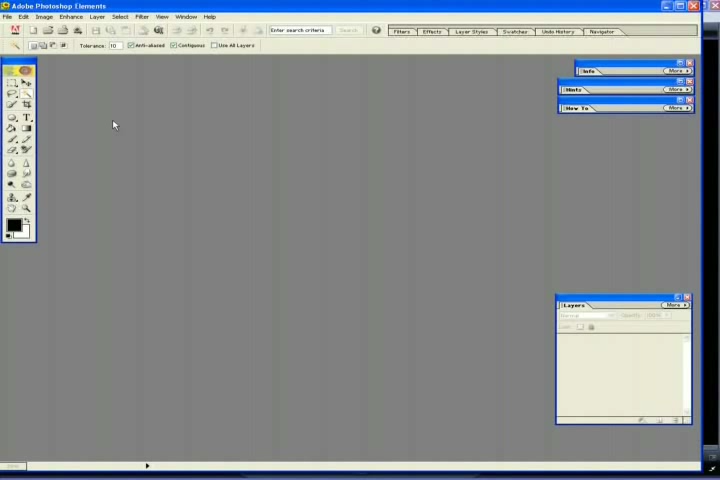 Adobe Photoshop Elements
File Edit Image Enhance Layer Select Filter View Window Help
Enter search criteria Search Filters Effects Layer Styles Swatches Undo History Navigator
Tolerance: 10 Anti-aliased Contiguous Use All Layers
Info More
Hints More
How To More
T
Layers More
Normal Opacity: 100%
Lock: